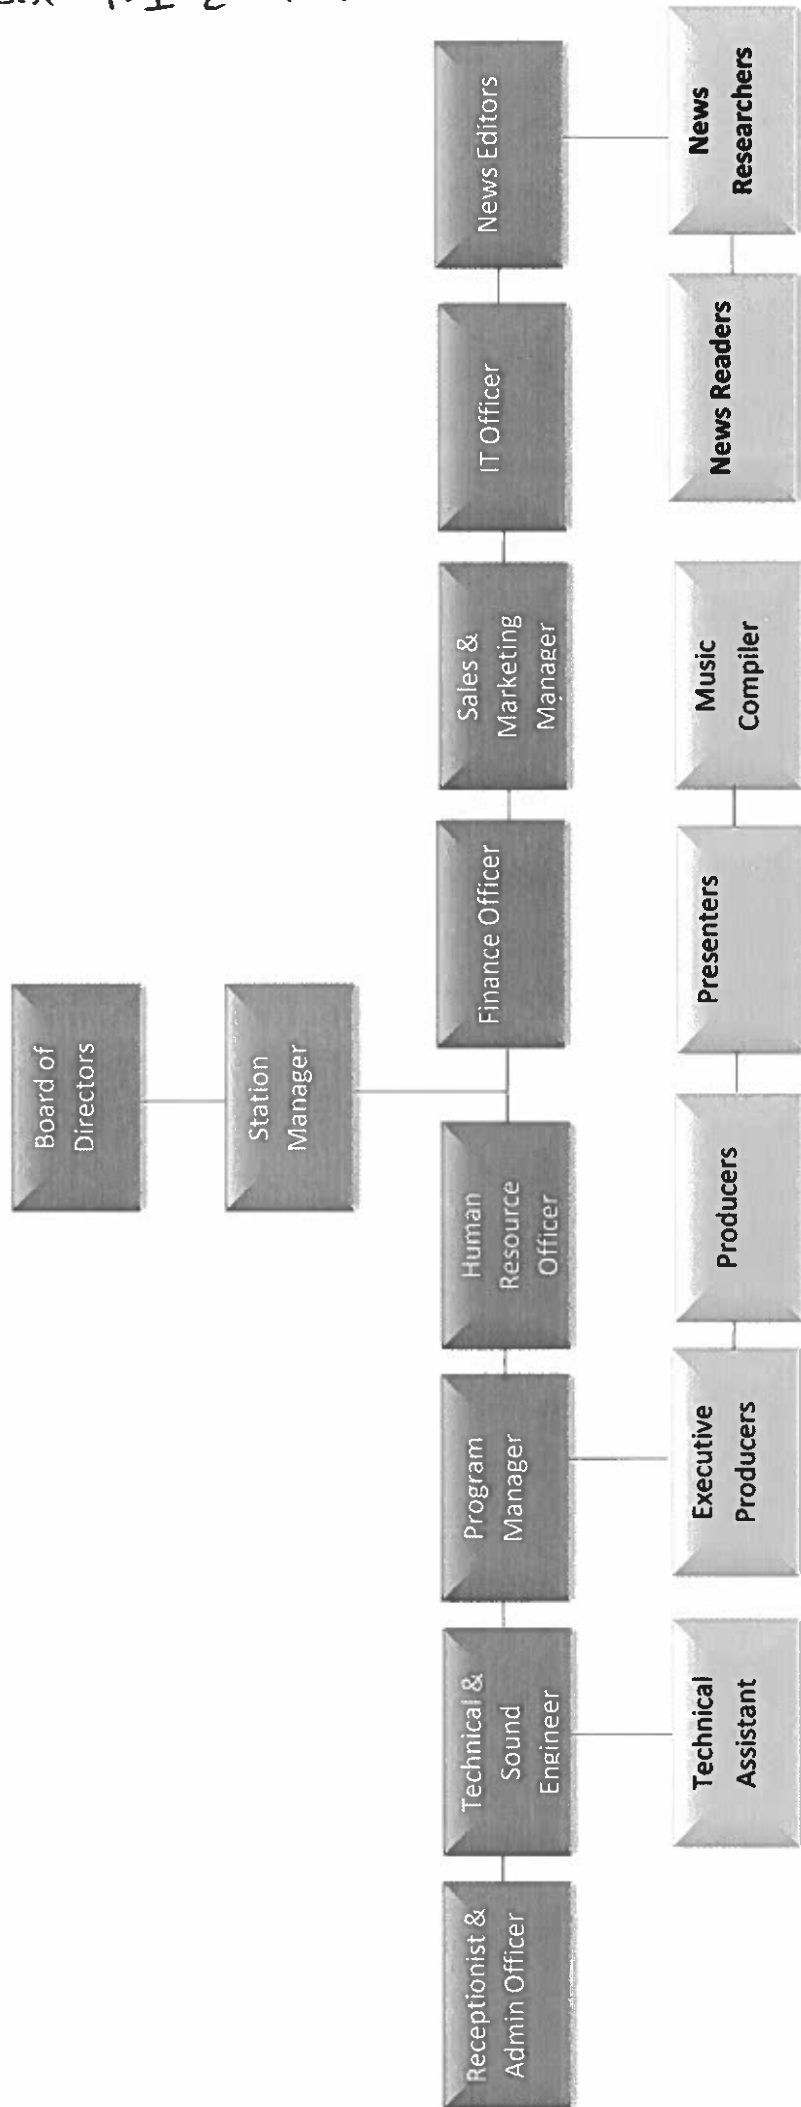 Board of
Directors
Station
Manager
Receptionist &
Admin Officer
Technical &
Sound
Engineer
Program
Manager
Human
Resource
Officer
Finance Officer
Sales &
Marketing
Manager
IT Officer
News Editors
Technical
Assistant
Executive
Producers
Producers
Presenters
Music
Compiler
News Readers
News
Researchers